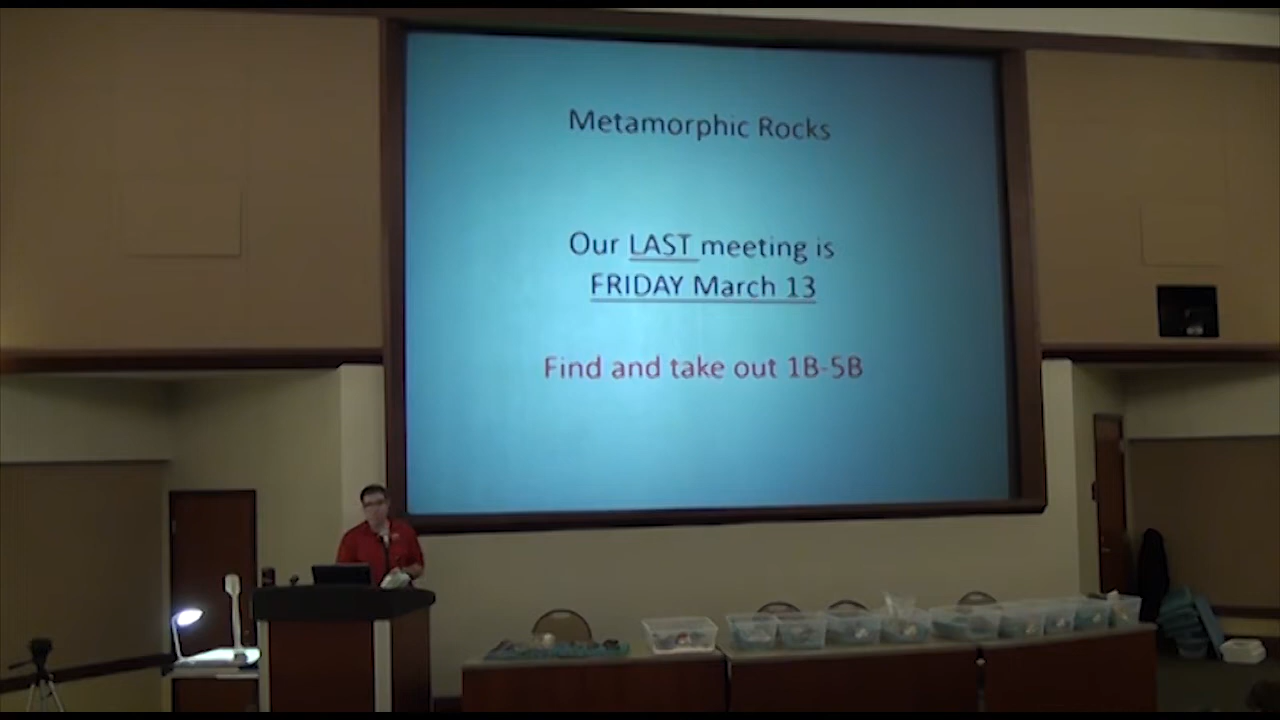 Metamorphic Rocks
Our LAST meeting is
FRIDAY March 13
Find and take out 1B-5B